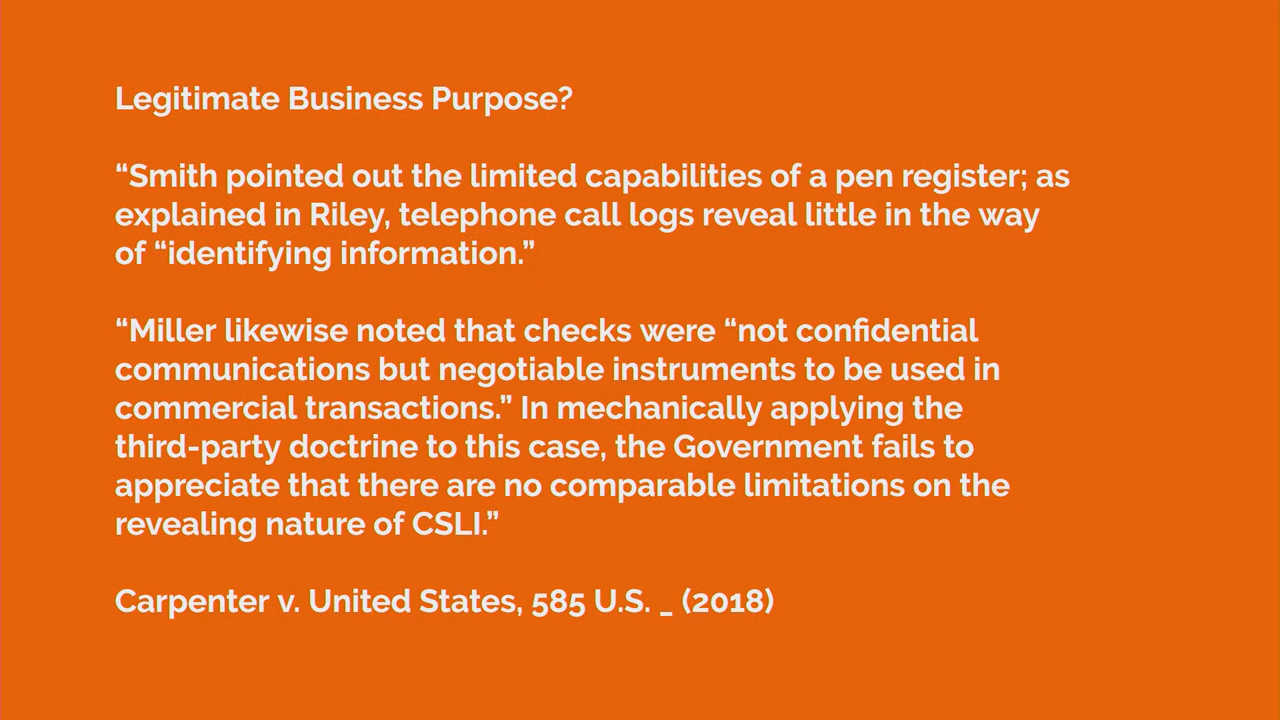 Legitimate Business Purpose?
“Smith pointed out the limited capabilities of a pen register; as
explained in Riley, telephone call logs reveal little in the way
of “identifying information.”
“Miller likewise noted that checks were “not confidential
communications but negotiable instruments to be used in
commercial transactions.” In mechanically applying the
third-party doctrine to this case, the Government fails to
appreciate that there are no comparable limitations on the
revealing nature of CSLI.”
Carpenter v. United States, 585 U.S. _ (2018)